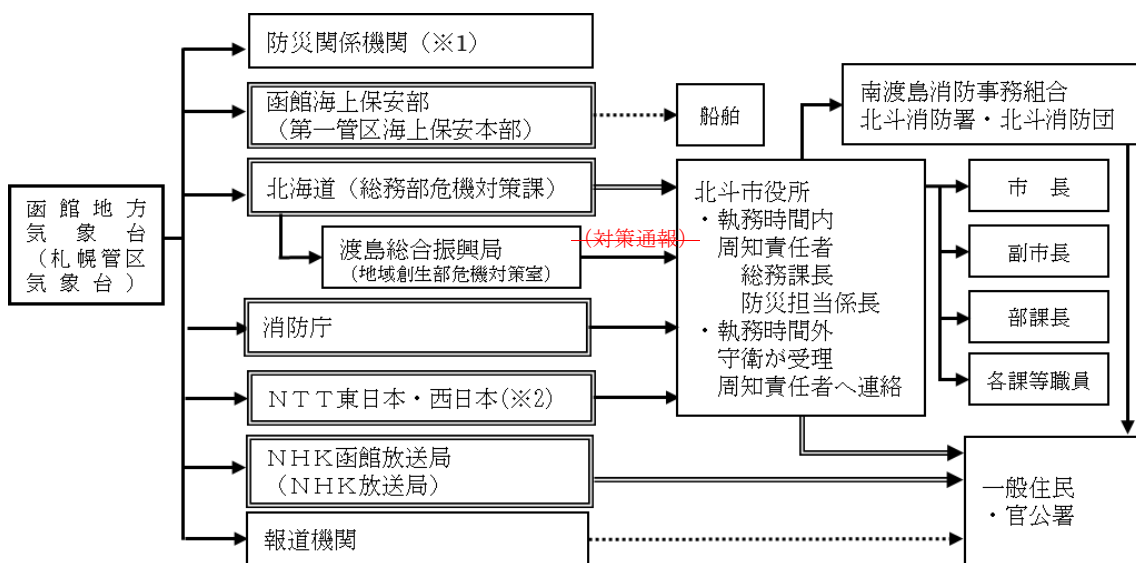 防災関係機関（※1）
函館海上保安部
（第一管区海上保安本部）
船舶
南渡島消防事務組合
北斗消防署・北斗消防団
函館地方
気象台
（札幌管区
気象台）
北海道（総務部危機対策課）
渡島総合振興局
（地域創生部危機対策室）
（対策通報）
消防庁
ＮＴＴ東日本・西日本(※2)
ＮＨＫ函館放送局
（ＮＨＫ放送局）
報道機関
北斗市役所
・執務時間内
周知責任者
総務課長
防災担当係長
・執務時間外
守衛が受理
周知責任者へ連絡
市　長
副市長
部課長
各課等職員
一般住民
・官公署